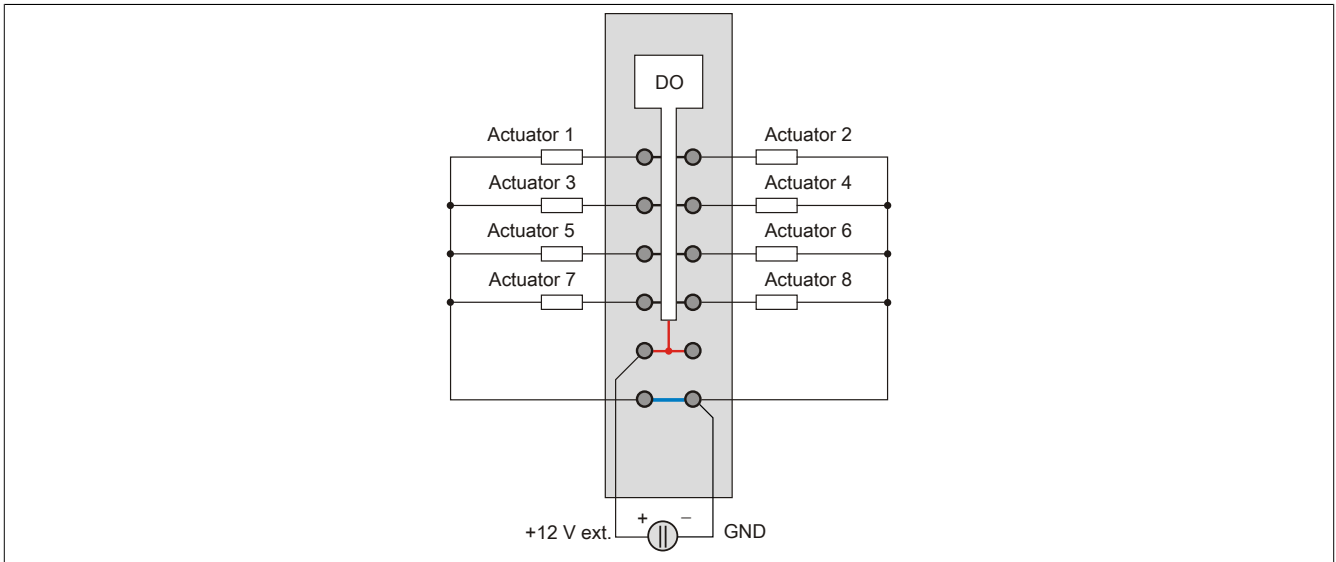 DO
Actuator 1
Actuator 2
Actuator 3
Actuator 4
Actuator 5
Actuator 6
Actuator 7
Actuator 8
+ –
+12 V ext.
GND